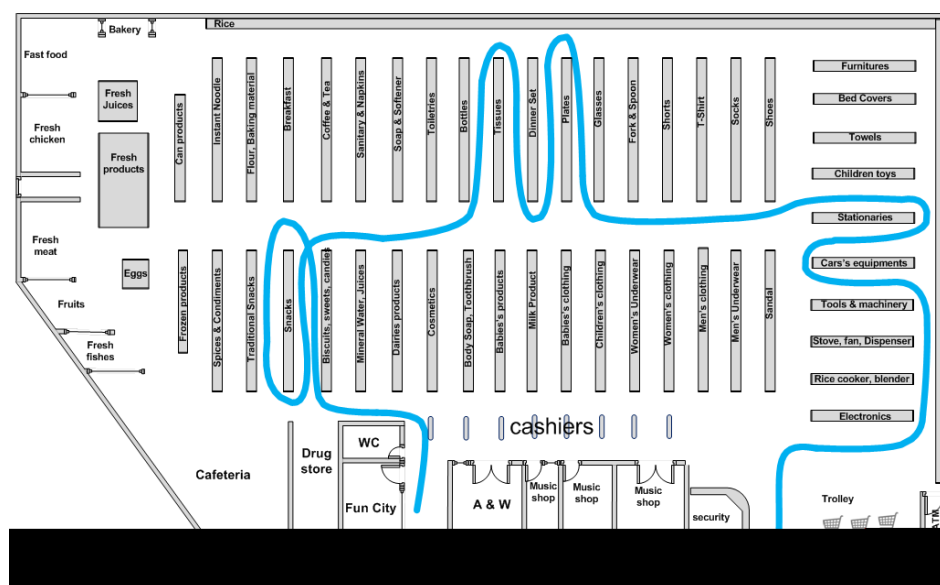 Rice
Bakery
Fast food
Fresh
Juices
Fresh
chicken
Fresh
products
Fresh
meat
Eggs
Fruits
Fresh
fishes
Can products
Instant Noodle
Flour, Baking material
Breakfast
Coffee & Tea
Sanitary & Napkins
Soap & Softener
Toiletries
Bottles
Tissues
Dinner Set
Plates
Glasses
Fork & Spoon
Shorts
T-Shirt
Socks
Shoes
Furnitures
Bed Covers
Towels
Children toys
Stationaries
Cars's equipments
Tools & machinery
Stove, fan, Dispenser
Rice cooker, blender
Electronics
Frozen products
Spices & Condiments
Traditional Snacks
Snacks
Biscuits, sweets, candies
Mineral Water, Juices
Dairies products
Cosmetics
Body Soap, Toothbrush
Babies's products
Milk Product
Babies's clothing
Children's clothing
Women's Underwear
Women's clothing
Men's clothing
Men's Underwear
Sandal
cashiers
Cafeteria
Drug
store
WC
Fun City
A & W
Music
shop
Music
shop
Music
shop
security
Trolley
ATM